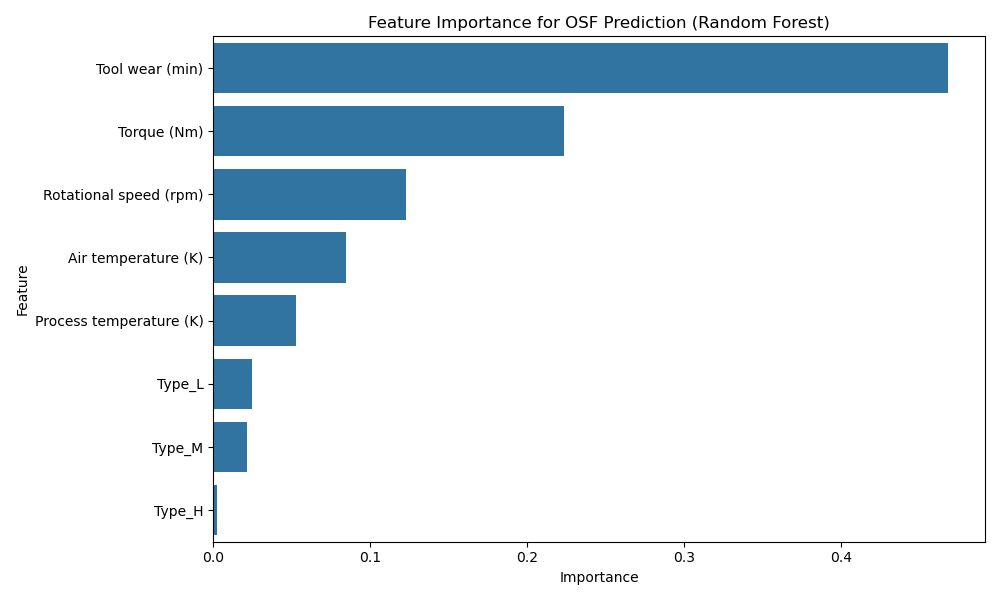 Feature Importance for OSF Prediction (Random Forest)
Feature
Tool wear (min)
Torque (Nm)
Rotational speed (rpm)
Air temperature (K)
Process temperature (K)
Type_L
Type_M
Type_H
0.0 0.1 0.2 0.3 0.4
Importance